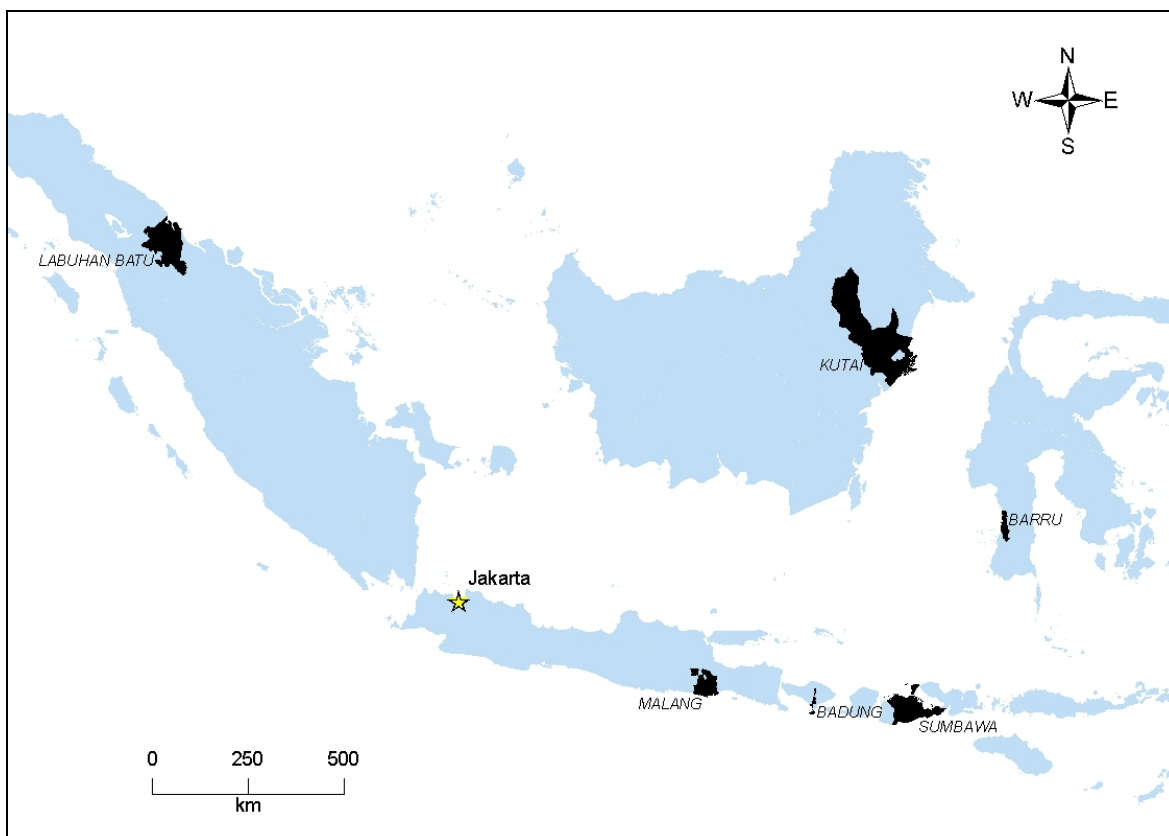 N
W E
S
LABUHAN BATU
KUTAI
BARRU
Jakarta
MALANG
BADUNG
SUMBAWA
0 250 500
km